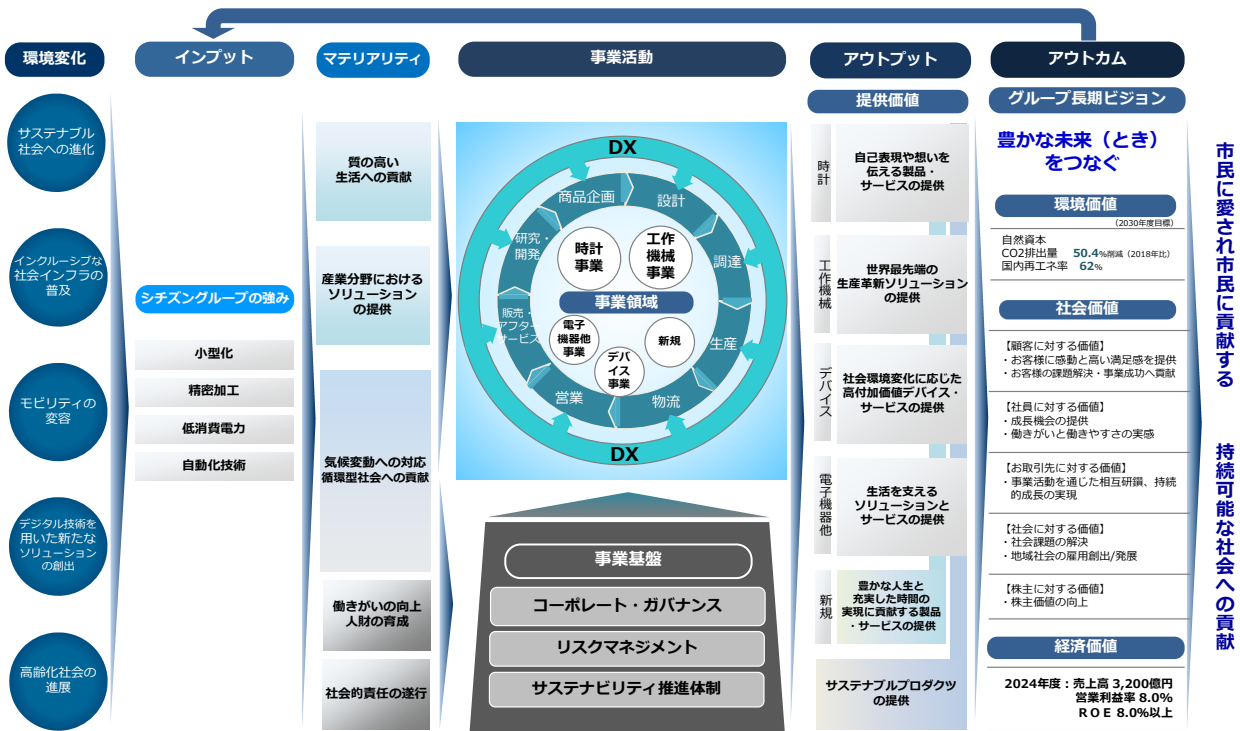 環境変化
サステナブル
社会への進化
インクルーシブな
社会インフラの
普及
モビリティの
変容
デジタル技術を
用いた新たな
ソリューション
の創出
高齢化社会の
進展
インプット
シチズングループの強み
小型化
精密加工
低消費電力
自動化技術
マテリアリティ
質の高い
生活への貢献
産業分野における
ソリューション
の提供
気候変動への対応
循環型社会への貢献
働きがいの向上
人財の育成
社会的責任の遂行
事業活動
DX
商品企画
設計
研究・
開発
調達
販売・
アフター
サービス
生産
営業
物流
時計
事業
工作
機械
事業
事業領域
電子
機器他
事業
デバ
イス
事業
新規
DX
事業基盤
コーポレート・ガバナンス
リスクマネジメント
サステナビリティ推進体制
アウトプット
提供価値
時計
自己表現や想いを
伝える製品・
サービスの提供
工作機械
世界最先端の
生産革新ソリューション
の提供
デバイス
社会環境変化に応じた
高付加価値デバイス・
サービスの提供
電子機器他
生活を支える
ソリューションと
サービスの提供
新規
豊かな人生と
充実した時間の
実現に貢献する製品
・サービスの提供
サステナブルプロダクツ
の提供
アウトカム
グループ長期ビジョン
豊かな未来（とき）
をつなぐ
環境価値
（2030年度目標）
自然資本
CO2排出量 50.4%削減（2018年比）
国内再エネ率 62%
社会価値
【顧客に対する価値】
・お客様に感動と高い満足感を提供
・お客様の課題解決・事業成功へ貢献
【社員に対する価値】
・成長機会の提供
・働きがいと働きやすさの実感
【お取引先に対する価値】
・事業活動を通じた相互研鑽、持続
的成長の実現
【社会に対する価値】
・社会課題の解決
・地域社会の雇用創出/発展
【株主に対する価値】
・株主価値の向上
経済価値
2024年度：売上高 3,200億円
営業利益率 8.0%
ＲＯＥ 8.0%以上
市民に愛され市民に貢献する
持続可能な社会への貢献